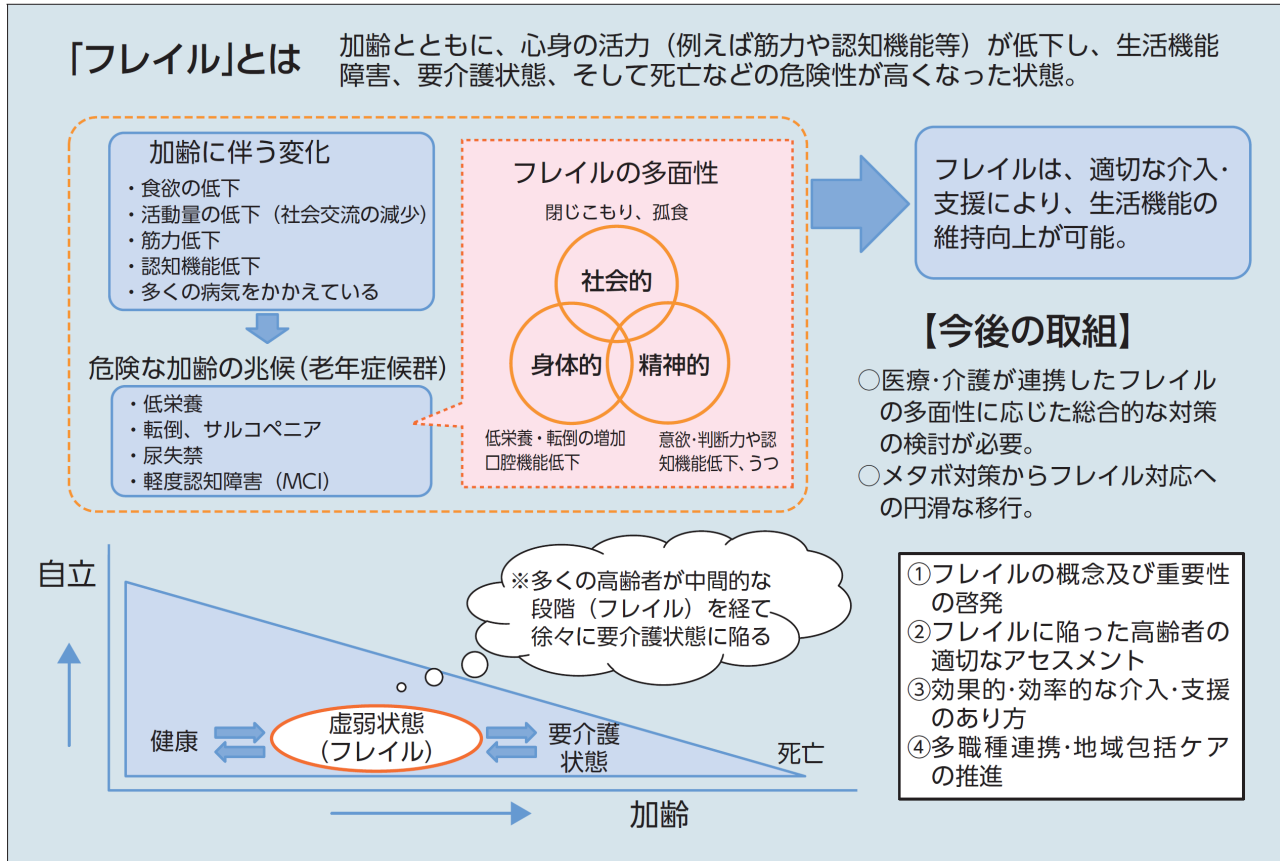 「フレイル」とは
加齢とともに、心身の活力（例えば筋力や認知機能等）が低下し、生活機能
障害、要介護状態、そして死亡などの危険性が高くなった状態。
加齢に伴う変化
・食欲の低下
・活動量の低下（社会交流の減少）
・筋力低下
・認知機能低下
・多くの病気をかかえている
危険な加齢の兆候（老年症候群）
・低栄養
・転倒、サルコペニア
・尿失禁
・軽度認知障害（MCI）
フレイルの多面性
閉じこもり、孤食
社会的
身体的
精神的
低栄養・転倒の増加
口腔機能低下
意欲・判断力や認
知機能低下、うつ
フレイルは、適切な介入・
支援により、生活機能の
維持向上が可能。
【今後の取組】
○医療・介護が連携したフレイル
の多面性に応じた総合的な対策
の検討が必要。
○メタボ対策からフレイル対応へ
の円滑な移行。
①フレイルの概念及び重要性
の啓発
②フレイルに陥った高齢者の
適切なアセスメント
③効果的・効率的な介入・支援
のあり方
④多職種連携・地域包括ケア
の推進
自立
※多くの高齢者が中間的な
段階（フレイル）を経て
徐々に要介護状態に陥る
健康
虚弱状態
（フレイル）
要介護
状態
死亡
加齢